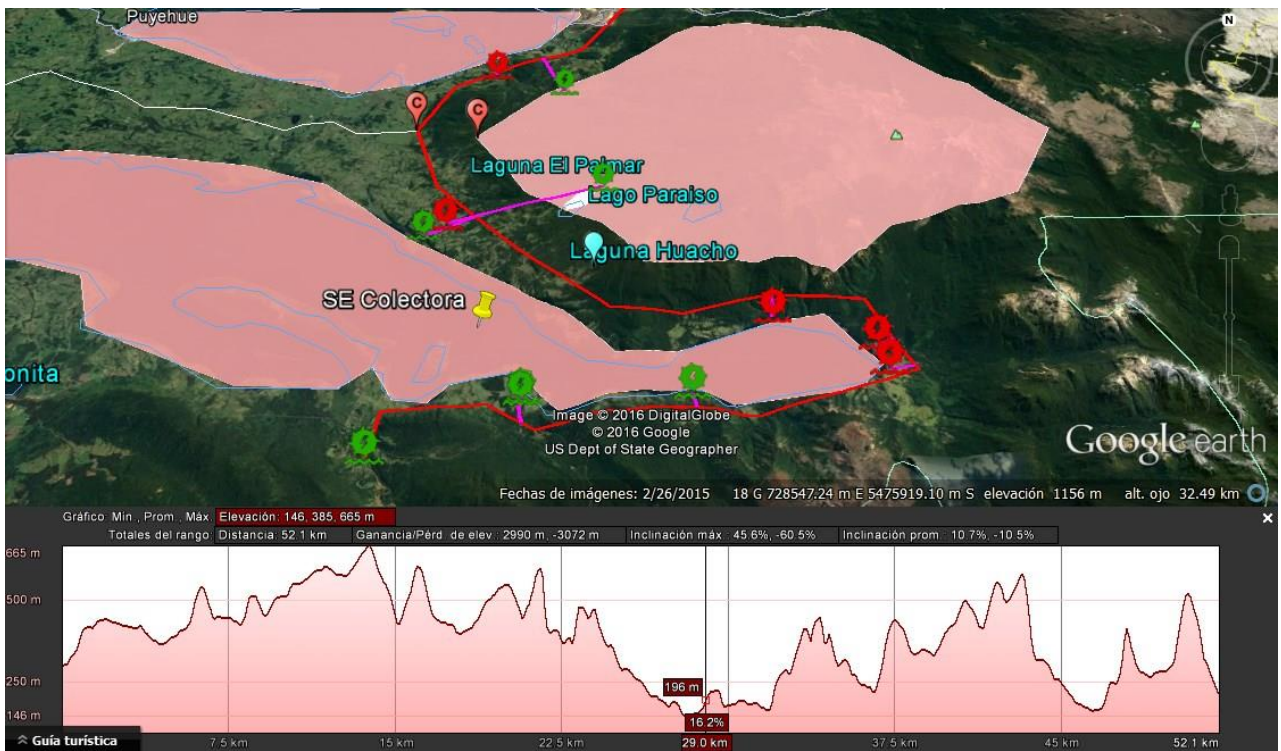 Puyehue
N
C
C
Laguna El Palmar
Lago Paraiso
Laguna Huacho
SE Colectora
onita
Image © 2016 DigitalGlobe
© 2016 Google
US Dept of State Geographer
Google earth
Fechas de imágenes: 2/26/2015 18 G 728547.24 m E 5475919.10 m S elevación 1156 m alt. ojo 32.49 km
Gráfico: Mín., Prom., Máx. Elevación: 146, 385, 665 m
Totales del rango: Distancia: 52.1 km Ganancia/Pérd. de elev.: 2990 m, -3072 m Inclinación máx.: 45.6%, -60.5% Inclinación prom.: 10.7%, -10.5%
665 m
500 m
250 m
196 m
146 m
16.2%
Guía turística
7.5 km 15 km 22.5 km 29.0 km 37.5 km 45 km 52.1 km